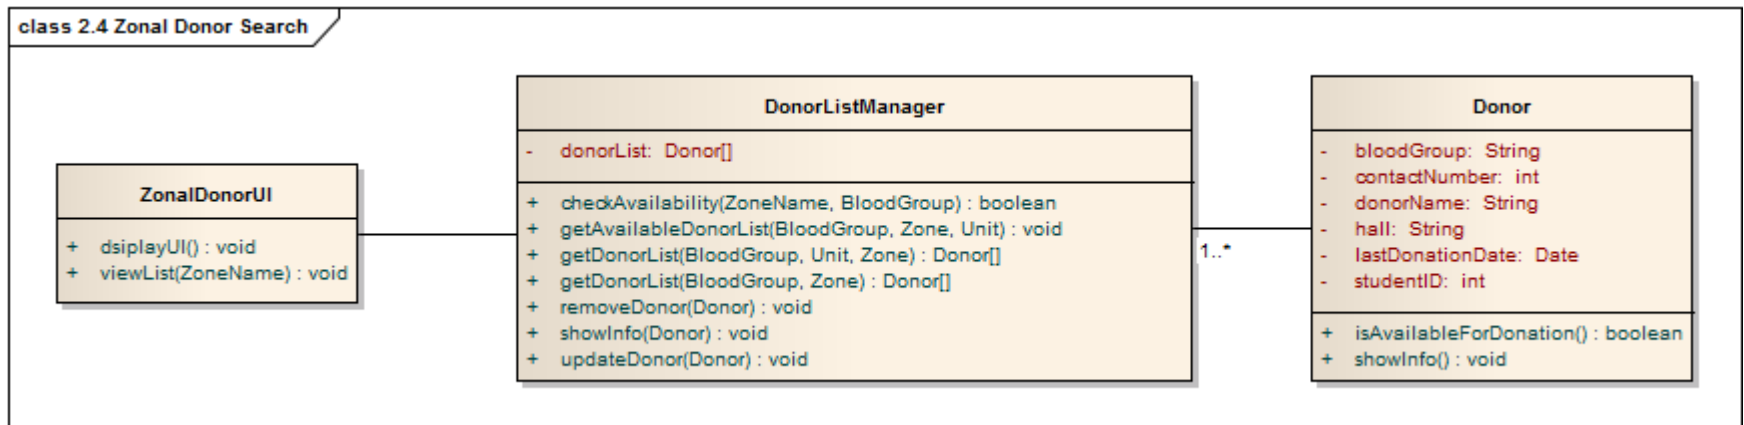 class 2.4 Zonal Donor Search
ZonalDonorUI
+ dsiplayUI() : void
+ viewList(ZoneName) : void
DonorListManager
- donorList: Donor[]
+ checkAvailability(ZoneName, BloodGroup) : boolean
+ getAvailableDonorList(BloodGroup, Zone, Unit) : void
+ getDonorList(BloodGroup, Unit, Zone) : Donor[]
+ getDonorList(BloodGroup, Zone) : Donor[]
+ removeDonor(Donor) : void
+ showInfo(Donor) : void
+ updateDonor(Donor) : void
1..*
Donor
- bloodGroup: String
- contactNumber: int
- donorName: String
- hall: String
- lastDonationDate: Date
- studentID: int
+ isAvailableForDonation() : boolean
+ showInfo() : void